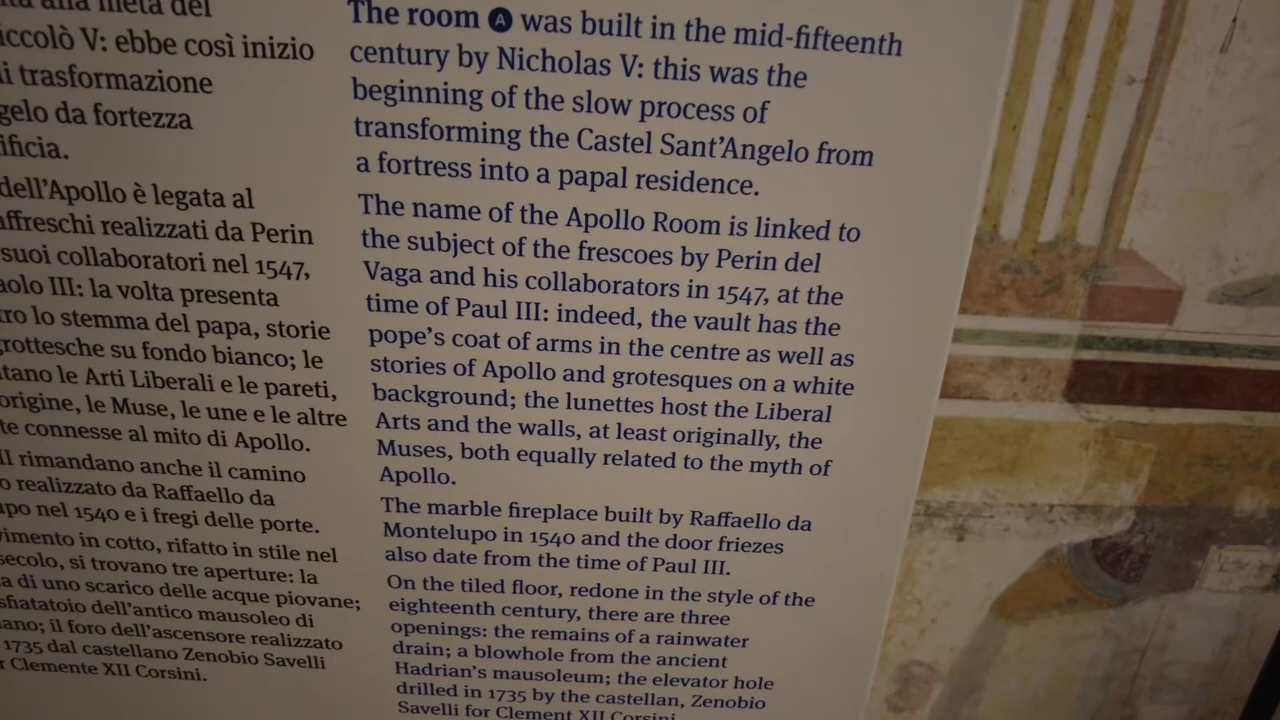 alla metà del
iccolò V: ebbe così inizio
di trasformazione
gelo da fortezza
ificia.
dell'Apollo è legata al
affreschi realizzati da Perin
suoi collaboratori nel 1547,
aolo III: la volta presenta
tro lo stemma del papa, storie
grottesche su fondo bianco; le
itano le Arti Liberali e le pareti,
origine, le Muse, le une e le altre
te connesse al mito di Apollo.
II rimandano anche il camino
o realizzato da Raffaello da
upo nel 1540 e i fregi delle porte.
vimento in cotto, rifatto in stile nel
secolo, si trovano tre aperture: la
a di uno scarico delle acque piovane;
sfiatatoio dell'antico mausoleo di
iano; il foro dell'ascensore realizzato
1735 dal castellano Zenobio Savelli
r Clemente XII Corsini.
The room A was built in the mid-fifteenth
century by Nicholas V: this was the
beginning of the slow process of
transforming the Castel Sant'Angelo from
a fortress into a papal residence.
The name of the Apollo Room is linked to
the subject of the frescoes by Perin del
Vaga and his collaborators in 1547, at the
time of Paul III: indeed, the vault has the
pope's coat of arms in the centre as well as
stories of Apollo and grotesques on a white
background; the lunettes host the Liberal
Arts and the walls, at least originally, the
Muses, both equally related to the myth of
Apollo.
The marble fireplace built by Raffaello da
Montelupo in 1540 and the door friezes
also date from the time of Paul III.
On the tiled floor, redone in the style of the
eighteenth century, there are three
openings: the remains of a rainwater
drain; a blowhole from the ancient
Hadrian's mausoleum; the elevator hole
drilled in 1735 by the castellan, Zenobio
Savelli for Clement XII Corsini.